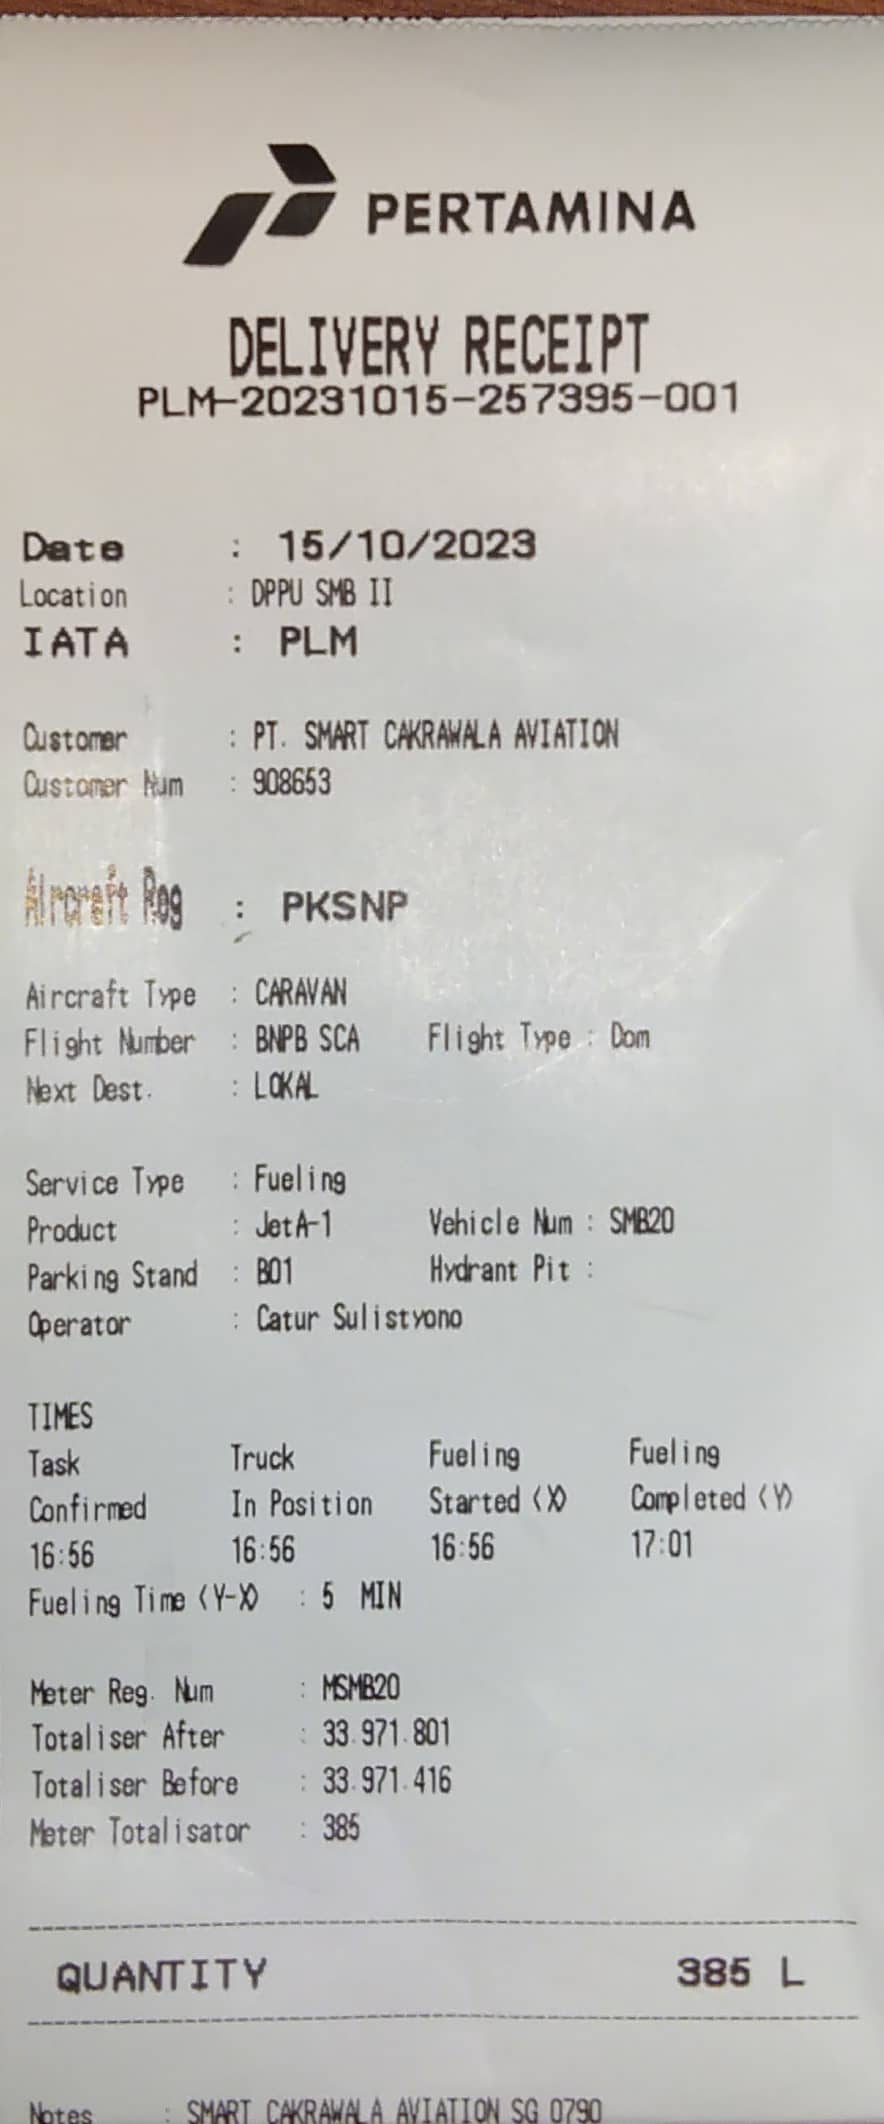 PERTAMINA
DELIVERY RECEIPT
PLM-20231015-257395-001
Date : 15/10/2023
Location : DPPU SMB II
IATA : PLM
Customer : PT. SMART CAKRAWALA AVIATION
Customer Num : 908653
Aircraft Reg : PKSNP
Aircraft Type : CARAVAN
Flight Number : BNPB SCA Flight Type : Dom
Next Dest. : LOKAL
Service Type : Fueling
Product : JetA-1 Vehicle Num : SMB20
Parking Stand : B01 Hydrant Pit :
Operator : Catur Sulistyono
TIMES
Task Truck Fueling Fueling
Confirmed In Position Started (X) Completed (Y)
16:56 16:56 16:56 17:01
Fueling Time (Y-X) : 5 MIN
Meter Reg. Num : MSMB20
Totaliser After : 33.971.801
Totaliser Before : 33.971.416
Meter Totalisator : 385
QUANTITY 385 L
Notes : SMART CAKRAWALA AVIATION SG 0790